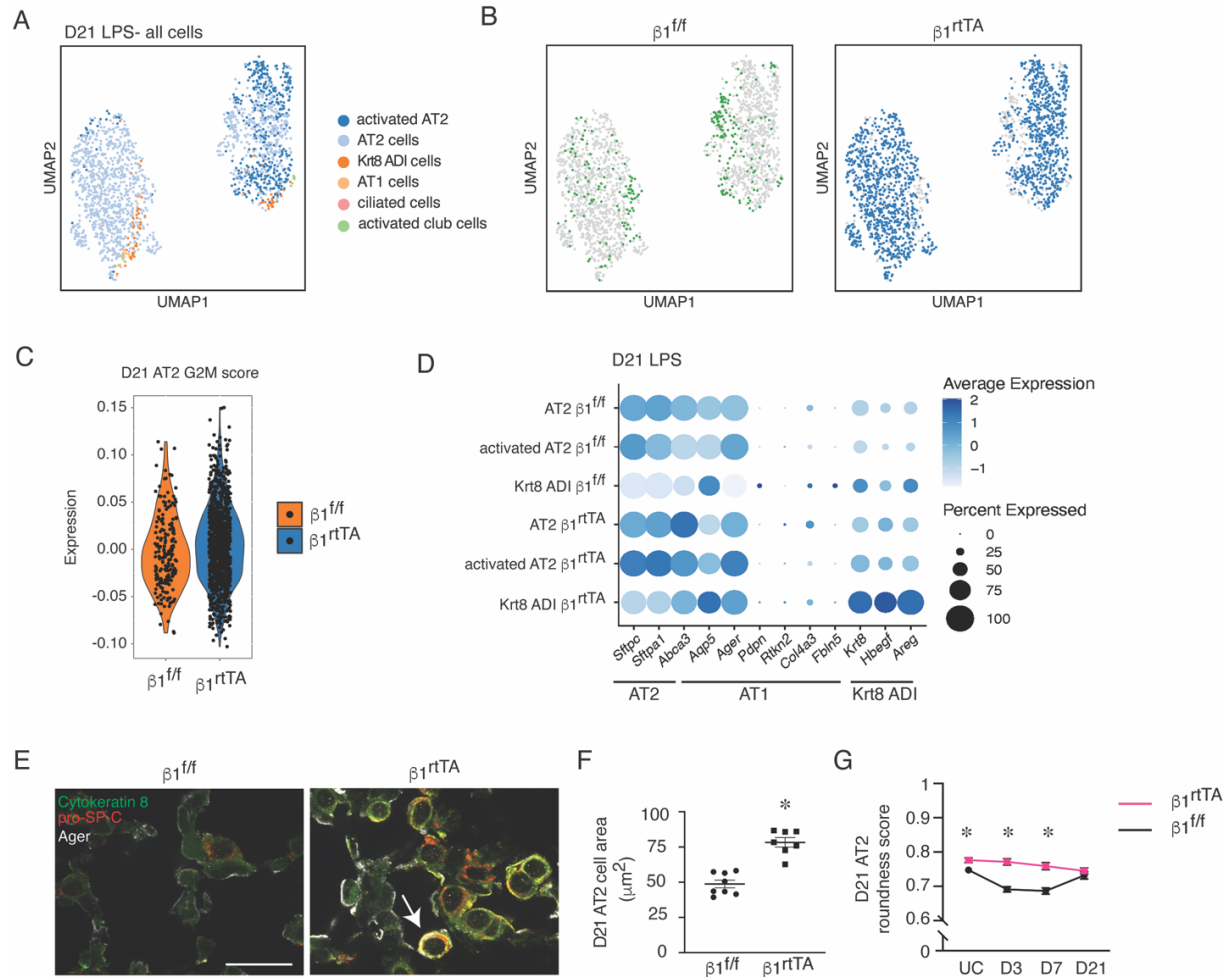 A
D21 LPS- all cells
UMAP2
UMAP1
activated AT2
AT2 cells
Krt8 ADI cells
AT1 cells
ciliated cells
activated club cells
B
β1f/f
β1rtTA
UMAP2
UMAP2
UMAP1
UMAP1
C
D21 AT2 G2M score
Expression
0.15
0.10
0.05
0.00
-0.05
-0.10
β1f/f
β1rtTA
β1f/f
β1rtTA
D
D21 LPS
AT2 β1f/f
activated AT2 β1f/f
Krt8 ADI β1f/f
AT2 β1rtTA
activated AT2 β1rtTA
Krt8 ADI β1rtTA
Sftpc
Sftpa1
Abca3
Aqp5
Ager
Pdpn
Rtkn2
Col4a3
Fbln5
Krt8
Hbegf
Areg
AT2
AT1
Krt8 ADI
Average Expression
2
1
0
-1
Percent Expressed
0
25
50
75
100
E
β1f/f
β1rtTA
Cytokeratin 8
pro-SP-C
Ager
F
D21 AT2 cell area
(μm2)
100
75
50
25
0
*
β1f/f
β1rtTA
G
D21 AT2
roundness score
1
0.9
0.8
0.7
0.6
0
* * *
UC D3 D7 D21
β1rtTA
β1f/f